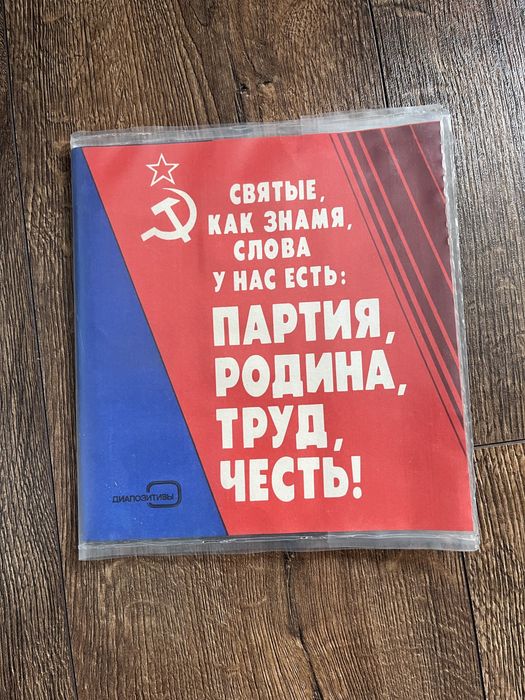 СВЯТЫЕ,
КАК ЗНАМЯ,
СЛОВА
У НАС ЕСТЬ:
ПАРТИЯ,
РОДИНА,
ТРУД,
ЧЕСТЬ!
ДИАПОЗИТИВЫ